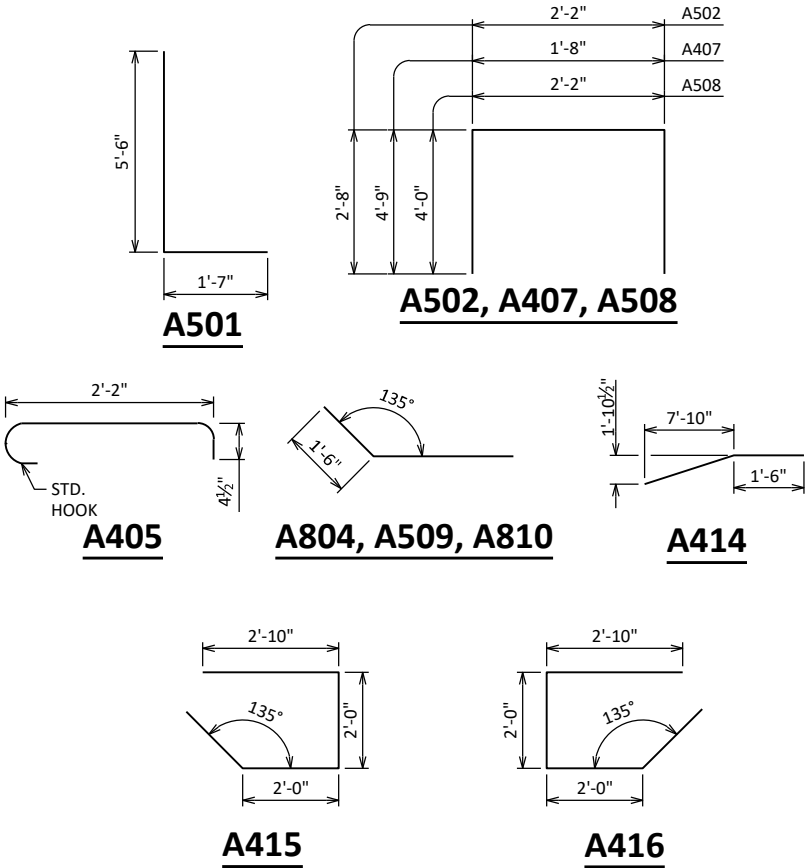 2'-2" A502
1'-8" A407
2'-2" A508
5'-6"
2'-8" 4'-9" 4'-0"
1'-7"
A501
A502, A407, A508
2'-2"
4½"
STD.
HOOK
A405
135°
1'-6"
A804, A509, A810
1'-10½"
7'-10"
1'-6"
A414
2'-10"
2'-0"
135°
2'-0"
A415
2'-10"
2'-0"
135°
2'-0"
A416